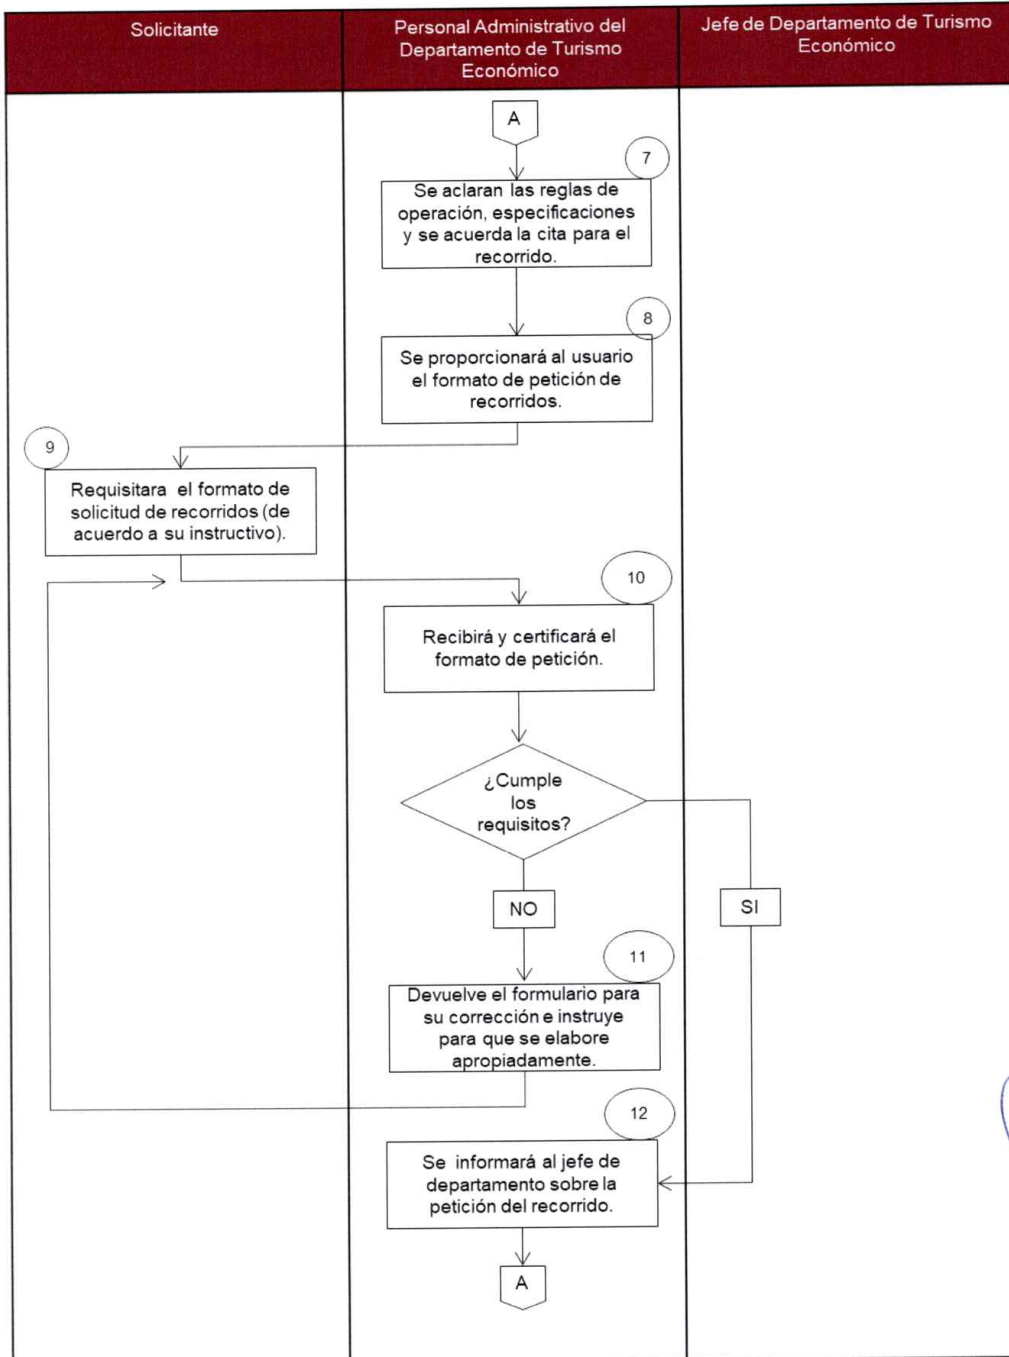 Solicitante
Personal Administrativo del
Departamento de Turismo
Económico
Jefe de Departamento de Turismo
Económico
A
7
Se aclaran las reglas de
operación, especificaciones
y se acuerda la cita para el
recorrido.
8
Se proporcionará al usuario
el formato de petición de
recorridos.
9
Requisitara el formato de
solicitud de recorridos (de
acuerdo a su instructivo).
10
Recibirá y certificará el
formato de petición.
¿Cumple
los
requisitos?
NO
SI
11
Devuelve el formulario para
su corrección e instruye
para que se elabore
apropiadamente.
12
Se informará al jefe de
departamento sobre la
petición del recorrido.
A